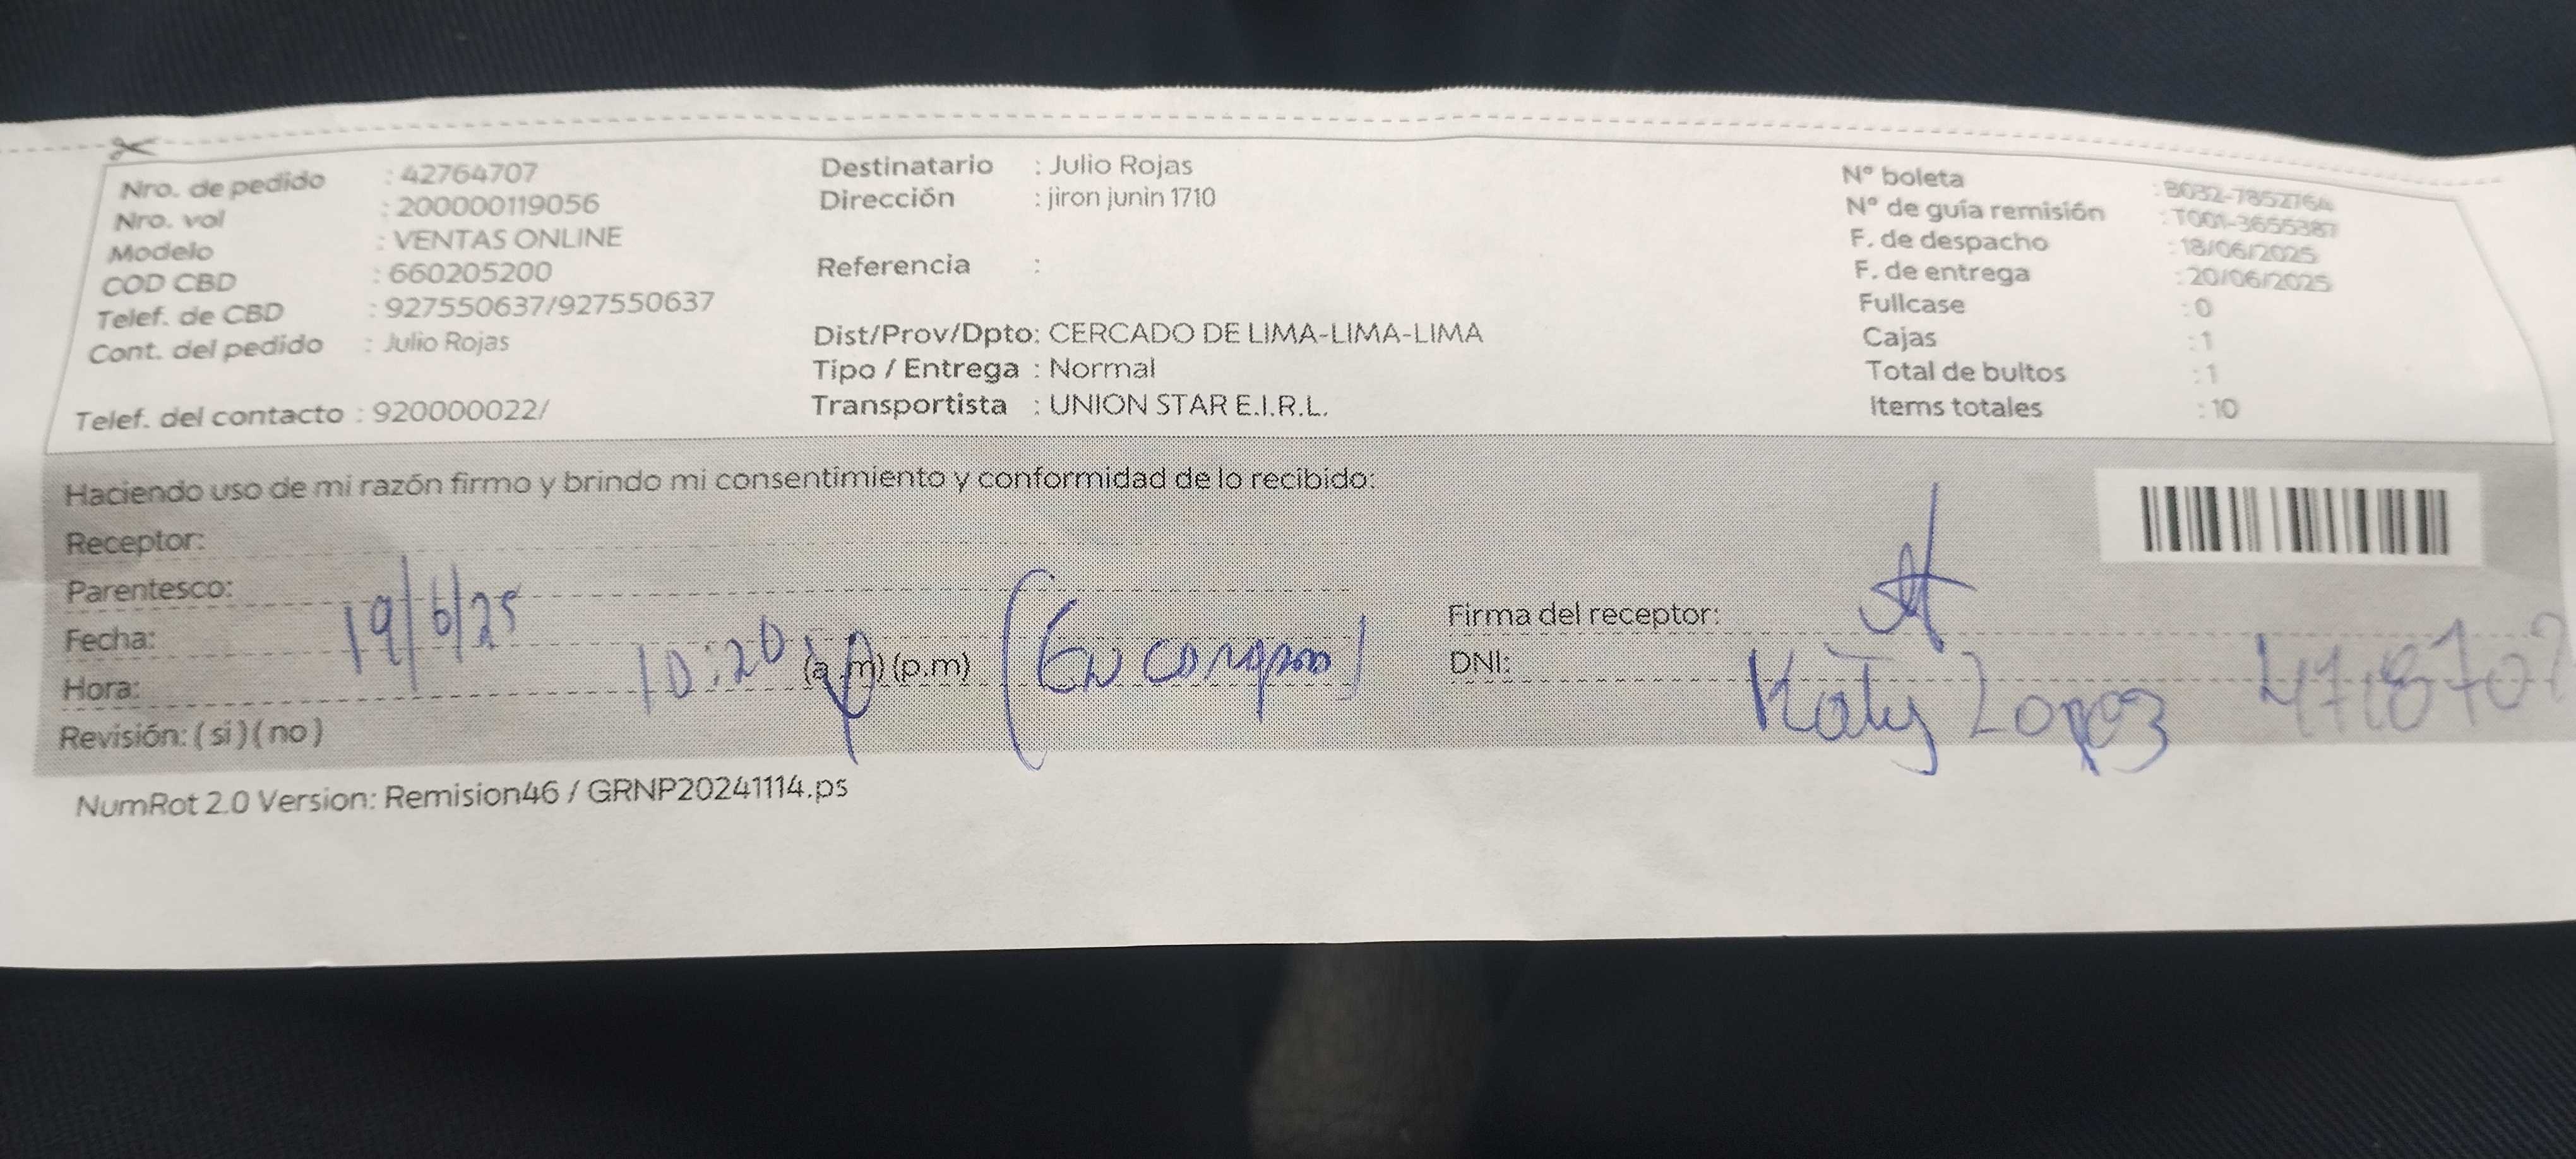 Nro. de pedido : 42764707
Nro. vol : 200000119056
Modelo : VENTAS ONLINE
COD CBD : 660205200
Telef. de CBD : 927550637/927550637
Cont. del pedido : Julio Rojas
Telef. del contacto : 920000022/
Destinatario : Julio Rojas
Dirección : jiron junin 1710
Referencia :
Dist/Prov/Dpto: CERCADO DE LIMA-LIMA-LIMA
Tipo / Entrega : Normal
Transportista : UNION STAR E.I.R.L.
N° boleta : B032-7852764
N° de guía remisión : T001-3655387
F. de despacho : 18/06/2025
F. de entrega : 20/06/2025
Fullcase : 0
Cajas : 1
Total de bultos : 1
Items totales : 10
Haciendo uso de mi razón firmo y brindo mi consentimiento y conformidad de lo recibido:
Receptor:
Parentesco:
Fecha: 19/6/25
Hora: 10:20 (a.m) (p.m)
Revisión: ( si ) ( no )
Firma del receptor:
DNI:
Katy Lopez
NumRot 2.0 Version: Remision46 / GRNP20241114.ps